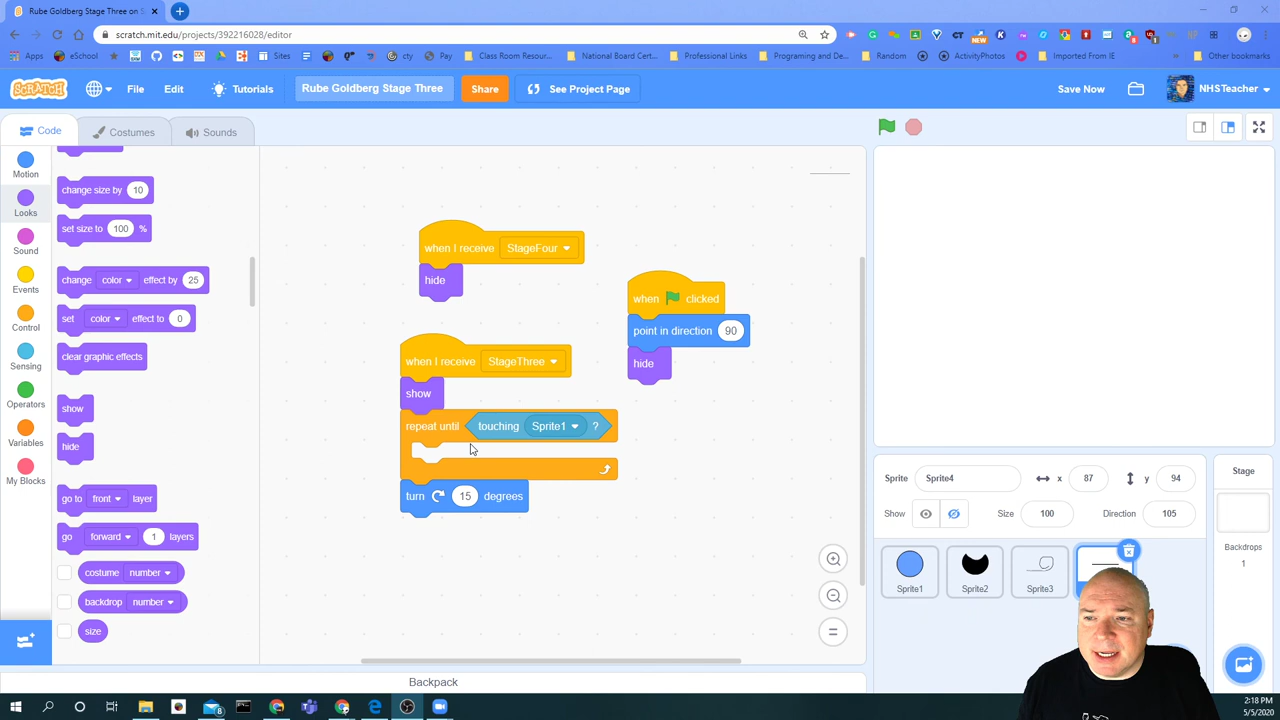 Rube Goldberg Stage Three on S
scratch.mit.edu/projects/392216028/editor
Apps
eSchool
Sites
cty
Pay
Class Room Resour...
National Board Cert...
Professional Links
Programing and De...
Random
ActivityPhotos
Imported From IE
Other bookmarks
SCRATCH
File
Edit
Tutorials
Rube Goldberg Stage Three
Share
See Project Page
Save Now
NHSTeacher
Code
Costumes
Sounds
Motion
Looks
Sound
Events
Control
Sensing
Operators
Variables
My Blocks
change size by 10
set size to 100 %
change color effect by 25
set color effect to 0
clear graphic effects
show
hide
go to front layer
go forward 1 layers
costume number
backdrop number
size
when I receive StageFour
hide
when clicked
point in direction 90
hide
when I receive StageThree
show
repeat until touching Sprite1 ?
turn 15 degrees
Sprite Sprite4 x 87 y 94
Show Size 100 Direction 105
Sprite1
Sprite2
Sprite3
Stage
Backdrops
1
Backpack
2:18 PM
5/5/2020